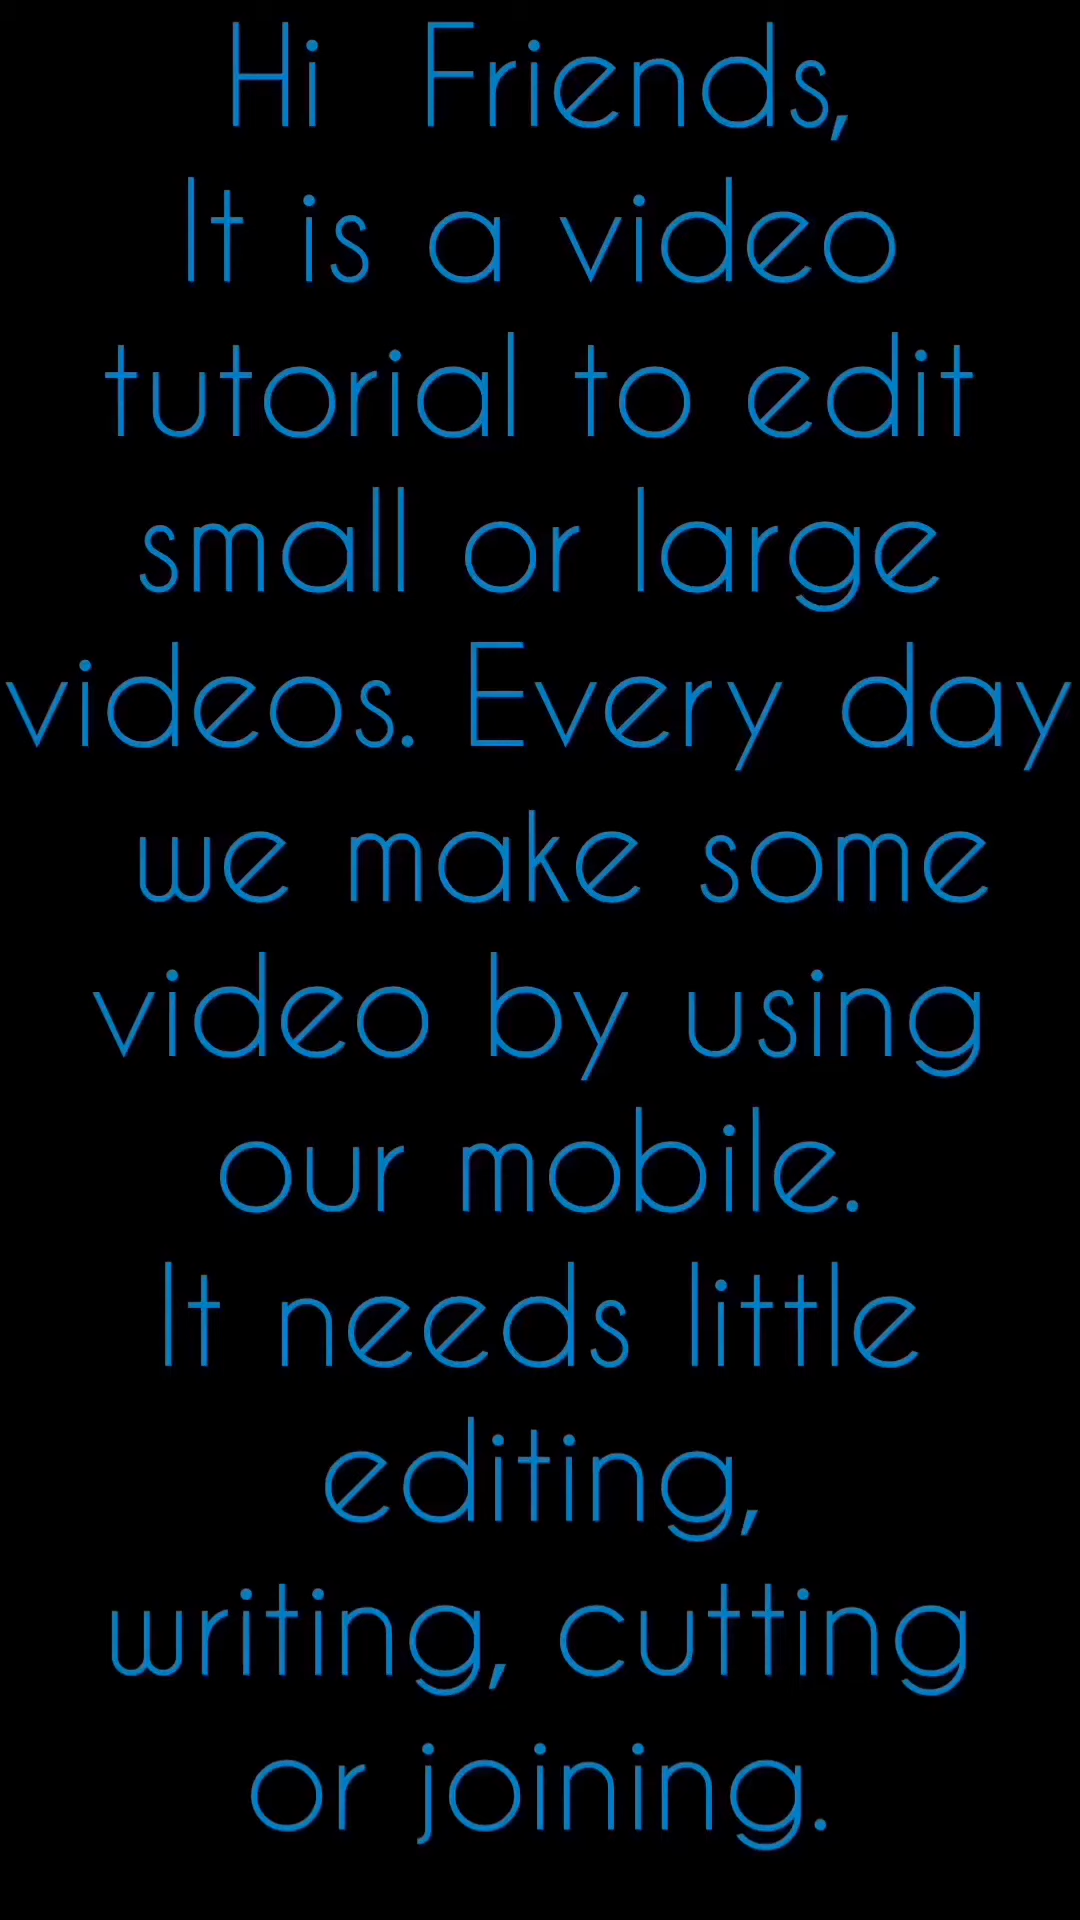 Hi Friends,
It is a video
tutorial to edit
small or large
videos. Every day
we make some
video by using
our mobile.
It needs little
editing,
writing, cutting
or joining.